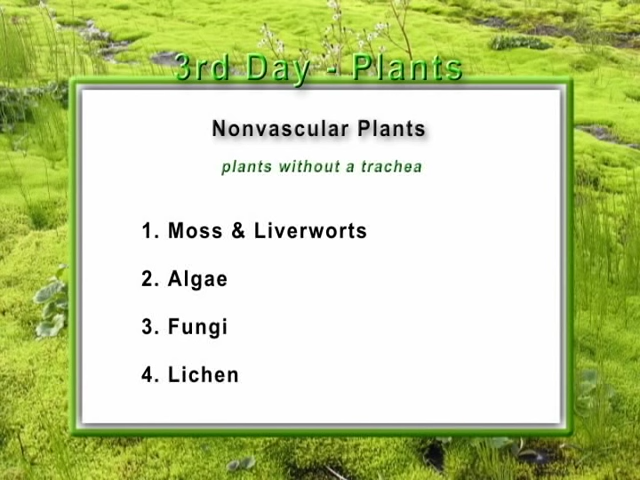 3rd Day - Plants
Nonvascular Plants
plants without a trachea
1. Moss & Liverworts
2. Algae
3. Fungi
4. Lichen